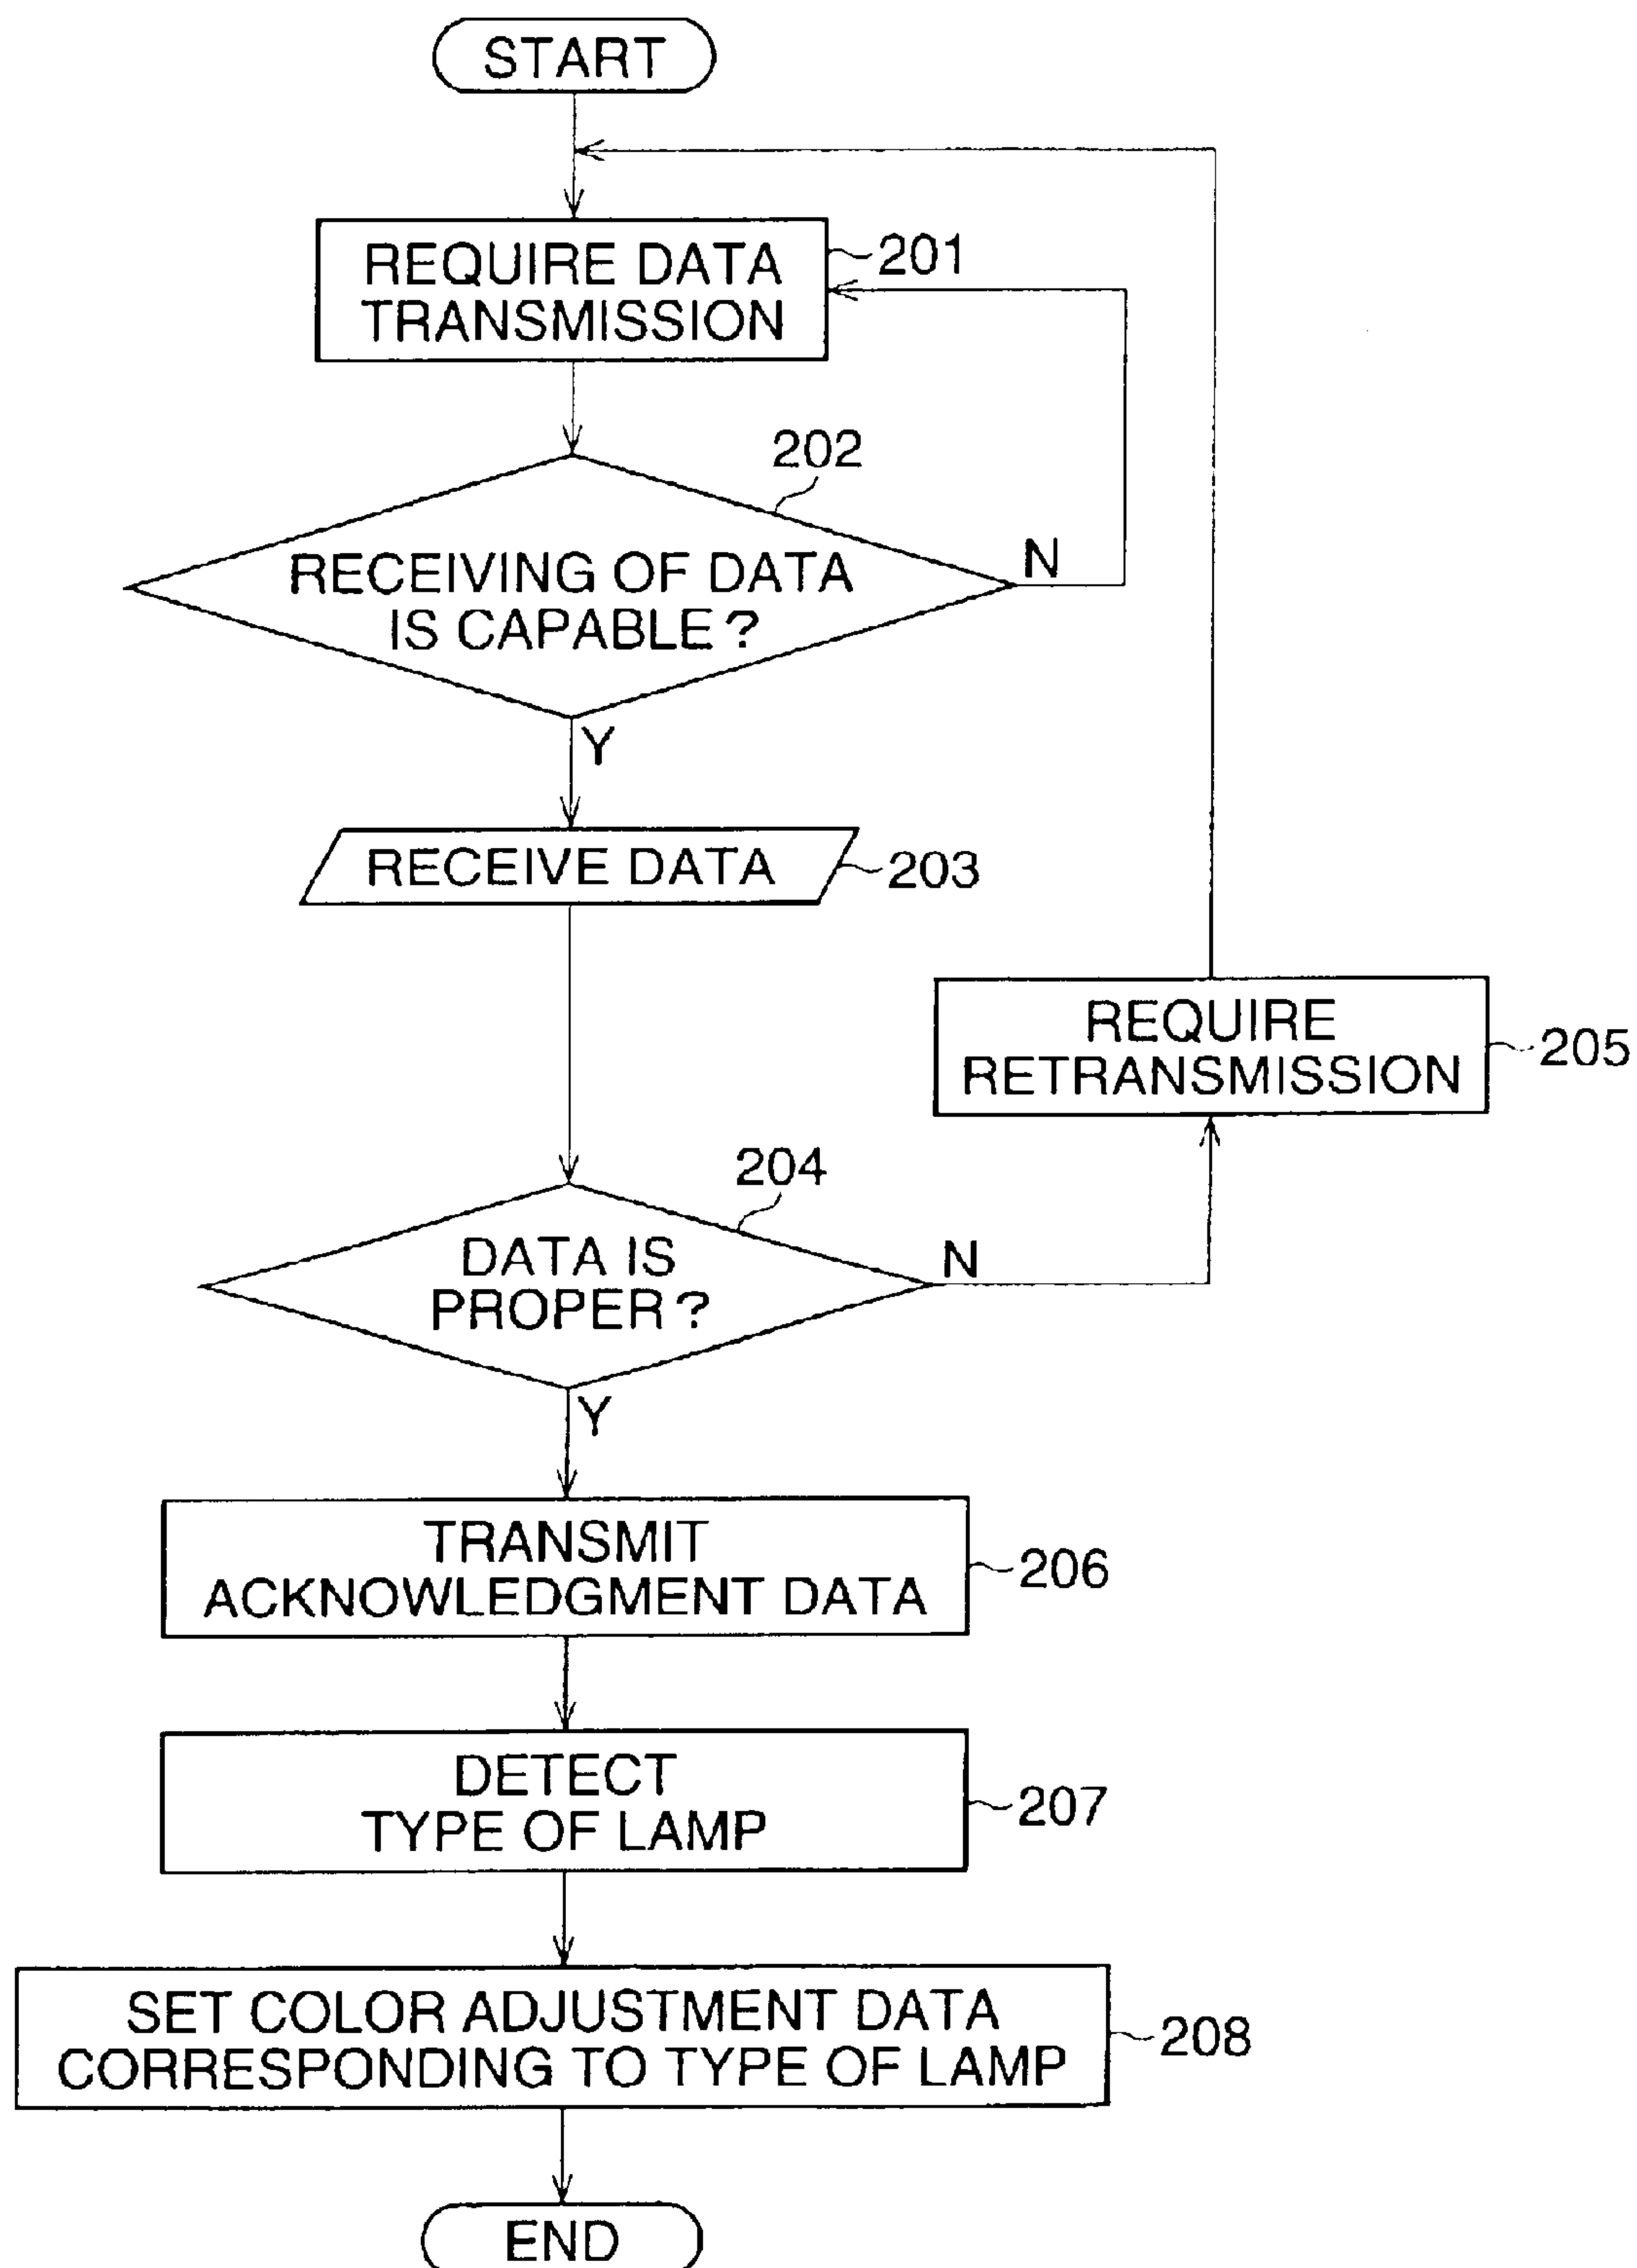 START
REQUIRE DATA
TRANSMISSION
201
202
RECEIVING OF DATA
IS CAPABLE?
N
Y
RECEIVE DATA
203
REQUIRE
RETRANSMISSION
205
204
DATA IS
PROPER?
N
Y
TRANSMIT
ACKNOWLEDGMENT DATA
206
DETECT
TYPE OF LAMP
207
SET COLOR ADJUSTMENT DATA
CORRESPONDING TO TYPE OF LAMP
208
END